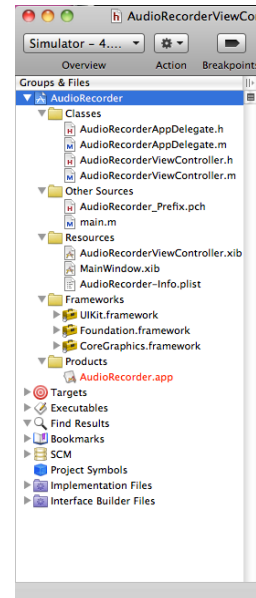 h AudioRecorderViewCo
Simulator - 4....
Overview Action Breakpoints
Groups & Files
AudioRecorder
Classes
h AudioRecorderAppDelegate.h
M AudioRecorderAppDelegate.m
h AudioRecorderViewController.h
M AudioRecorderViewController.m
Other Sources
h AudioRecorder_Prefix.pch
M main.m
Resources
AudioRecorderViewController.xib
MainWindow.xib
AudioRecorder-Info.plist
Frameworks
UIKit.framework
Foundation.framework
CoreGraphics.framework
Products
AudioRecorder.app
Targets
Executables
Find Results
Bookmarks
SCM
Project Symbols
Implementation Files
Interface Builder Files